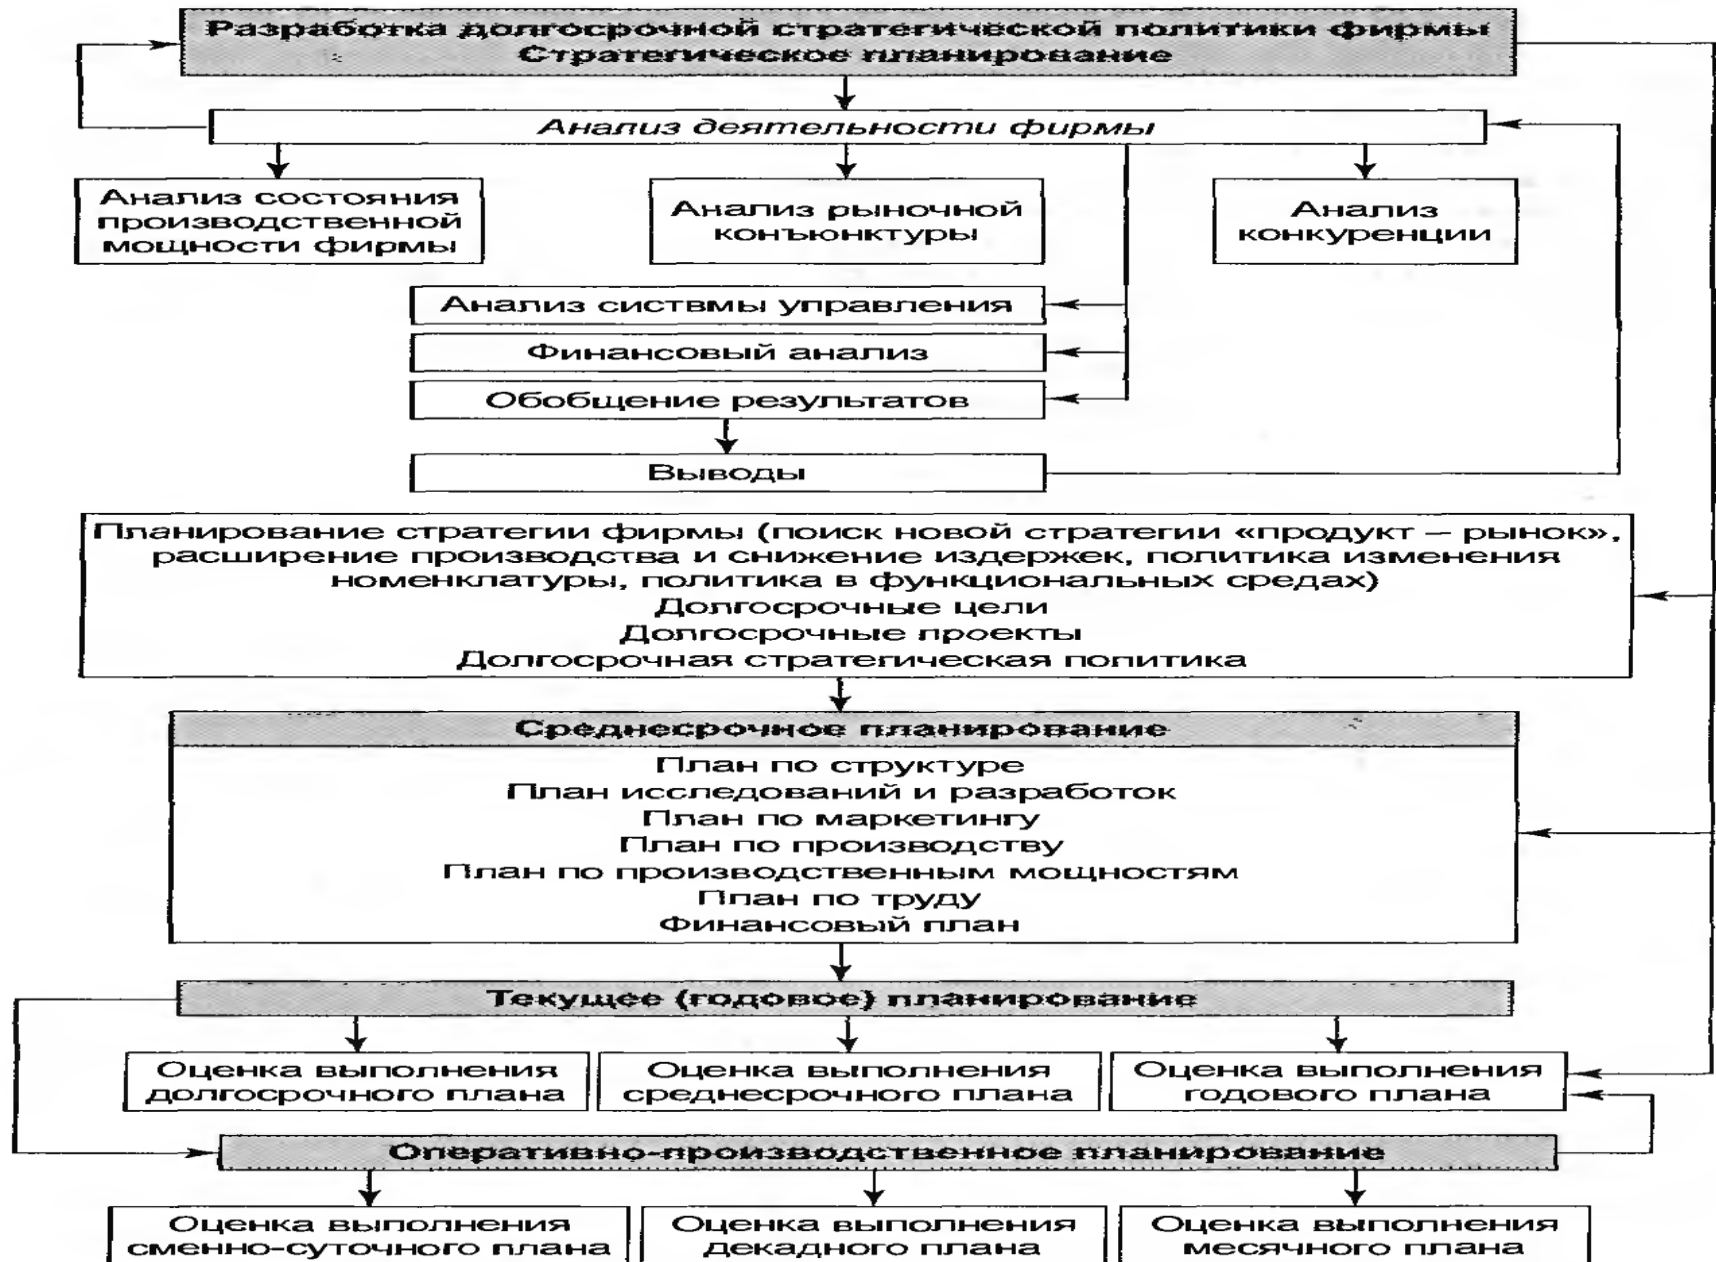 Разработка долгосрочной стратегической политики фирмы
Стратегическое планирование
Анализ деятельности фирмы
Анализ состояния
производственной
мощности фирмы
Анализ рыночной
конъюнктуры
Анализ
конкуренции
Анализ систвмы управления
Финансовый анализ
Обобщение результатов
Выводы
Планирование стратегии фирмы (поиск новой стратегии «продукт – рынок»,
расширение производства и снижение издержек, политика изменения
номенклатуры, политика в функциональных средах)
Долгосрочные цели
Долгосрочные проекты
Долгосрочная стратегическая политика
Среднесрочное планирование
План по структуре
План исследований и разработок
План по маркетингу
План по производству
План по производственным мощностям
План по труду
Финансовый план
Текущее (годовое) планирование
Оценка выполнения
долгосрочного плана
Оценка выполнения
среднесрочного плана
Оценка выполнения
годового плана
Оперативно-производственное планирование
Оценка выполнения
сменно-суточного плана
Оценка выполнения
декадного плана
Оценка выполнения
месячного плана